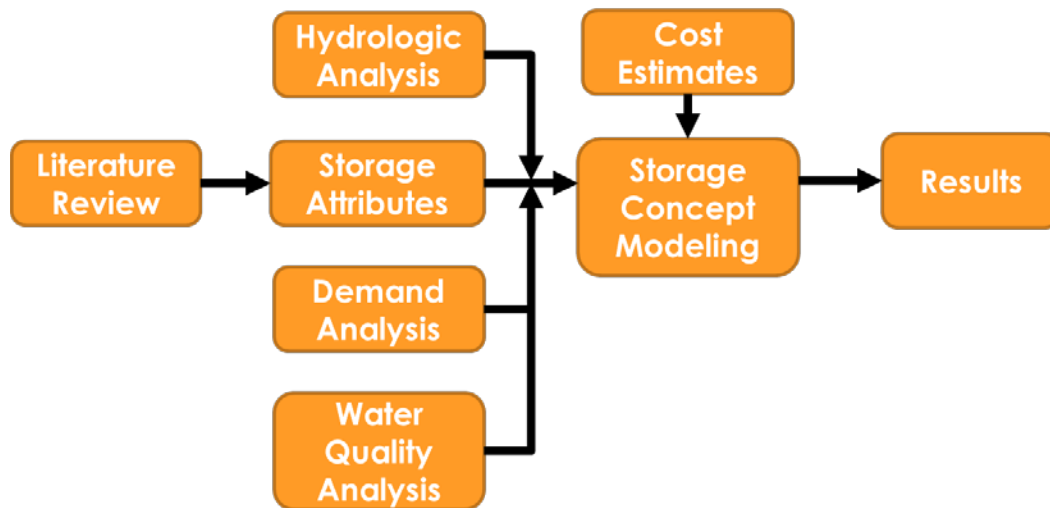 Hydrologic
Analysis
Cost
Estimates
Literature
Review
Storage
Attributes
Storage
Concept
Modeling
Results
Demand
Analysis
Water
Quality
Analysis